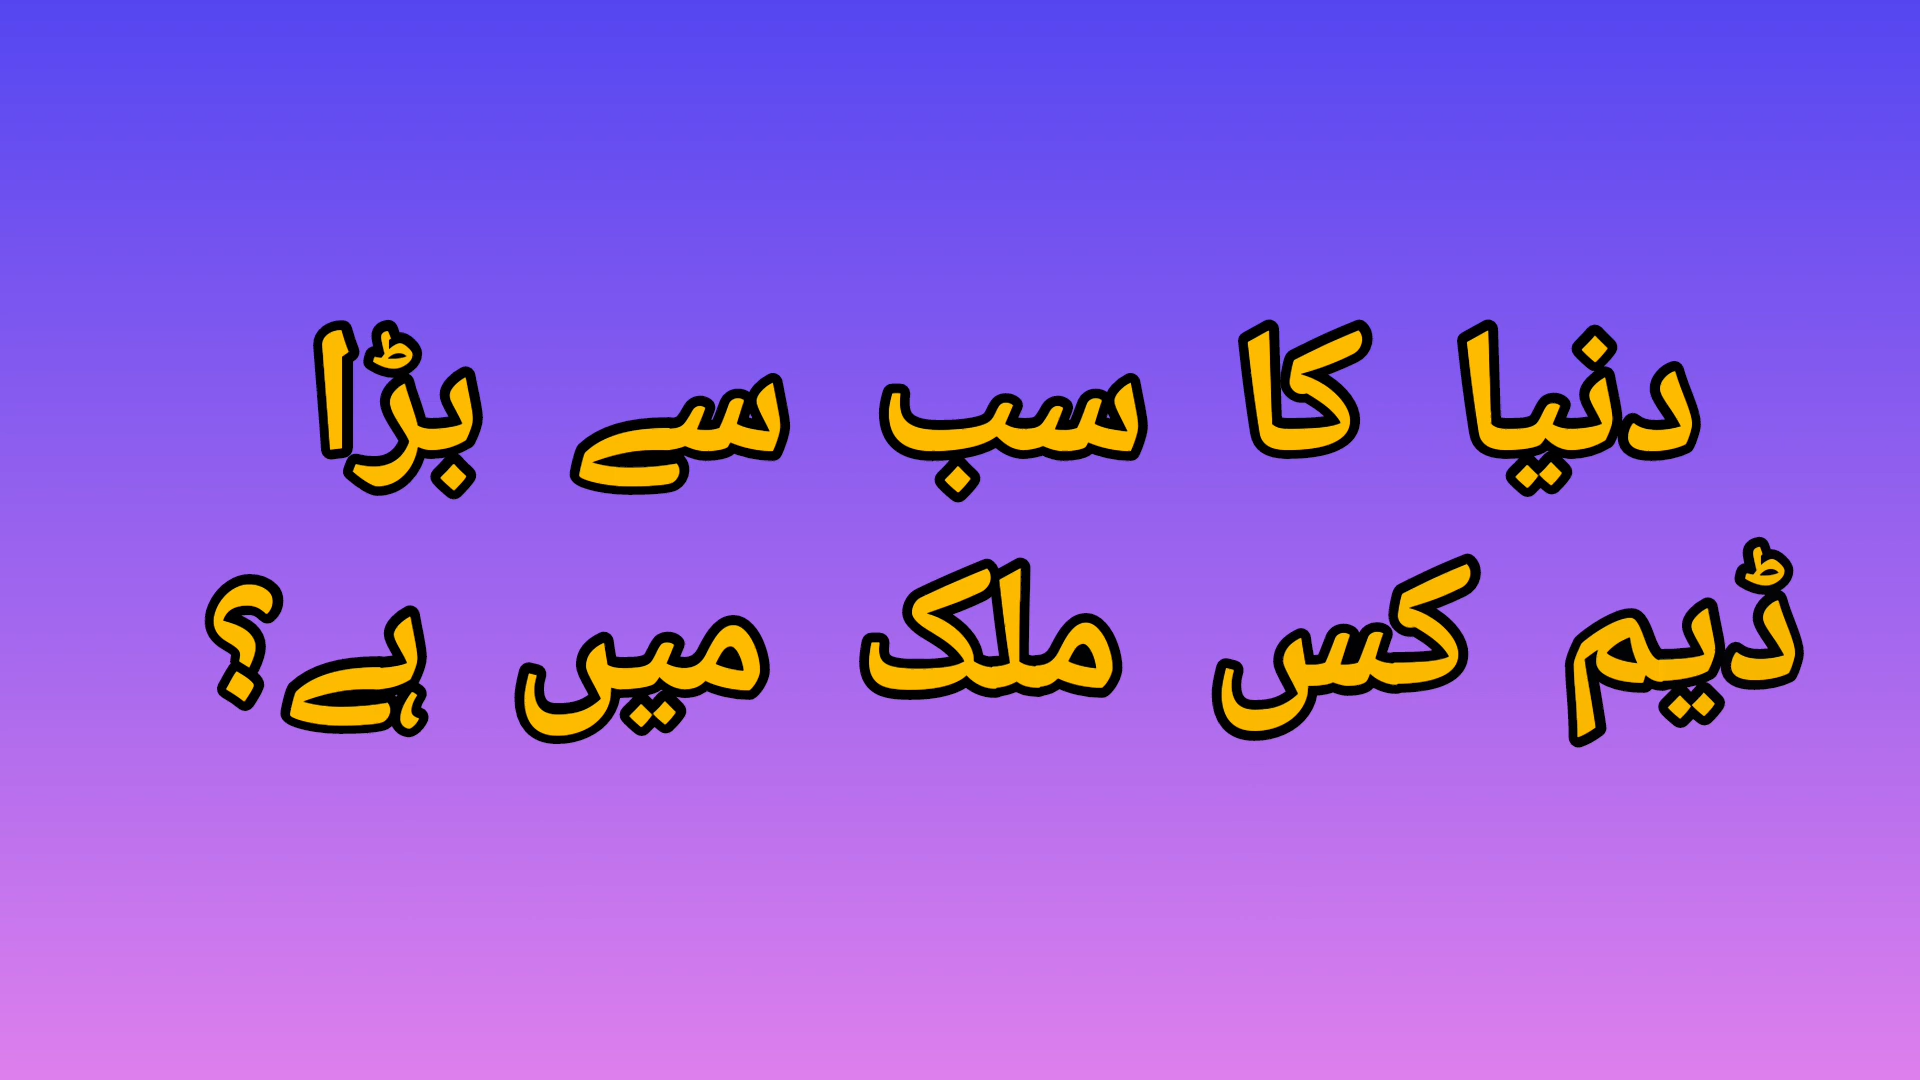 دنیا کا سب سے بڑا
ڈیم کس ملک میں ہے؟